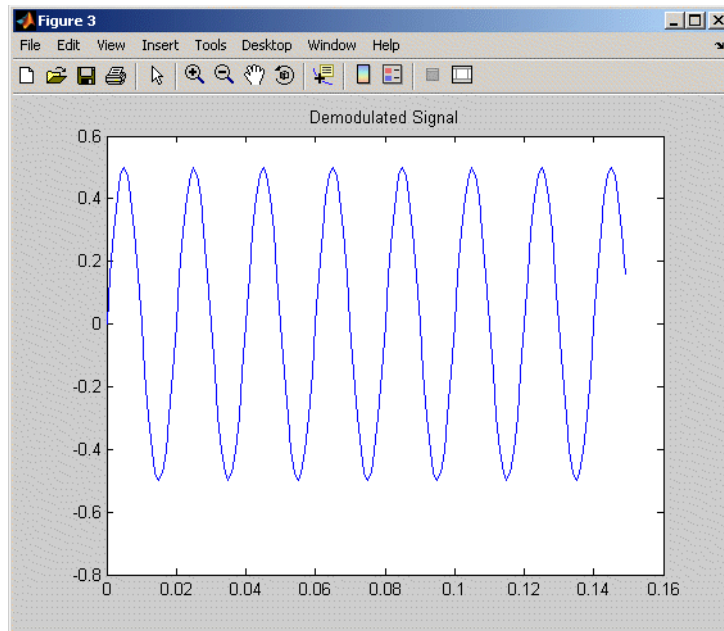 Figure 3
File Edit View Insert Tools Desktop Window Help
Demodulated Signal
0.6
0.4
0.2
0
-0.2
-0.4
-0.6
-0.8
0 0.02 0.04 0.06 0.08 0.1 0.12 0.14 0.16